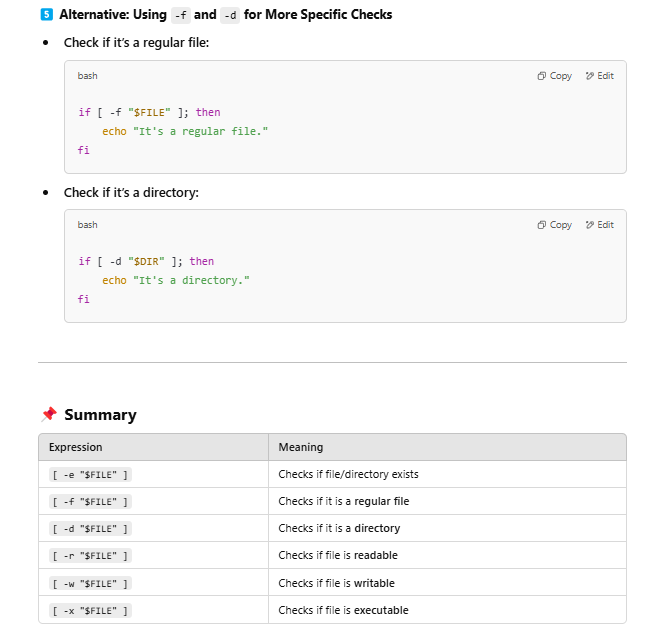 5 Alternative: Using -f and -d for More Specific Checks
• Check if it's a regular file:
bash Copy Edit
if [ -f "$FILE" ]; then
    echo "It's a regular file."
fi
• Check if it's a directory:
bash Copy Edit
if [ -d "$DIR" ]; then
    echo "It's a directory."
fi
📌 Summary
Expression Meaning
[ -e "$FILE" ] Checks if file/directory exists
[ -f "$FILE" ] Checks if it is a regular file
[ -d "$FILE" ] Checks if it is a directory
[ -r "$FILE" ] Checks if file is readable
[ -w "$FILE" ] Checks if file is writable
[ -x "$FILE" ] Checks if file is executable